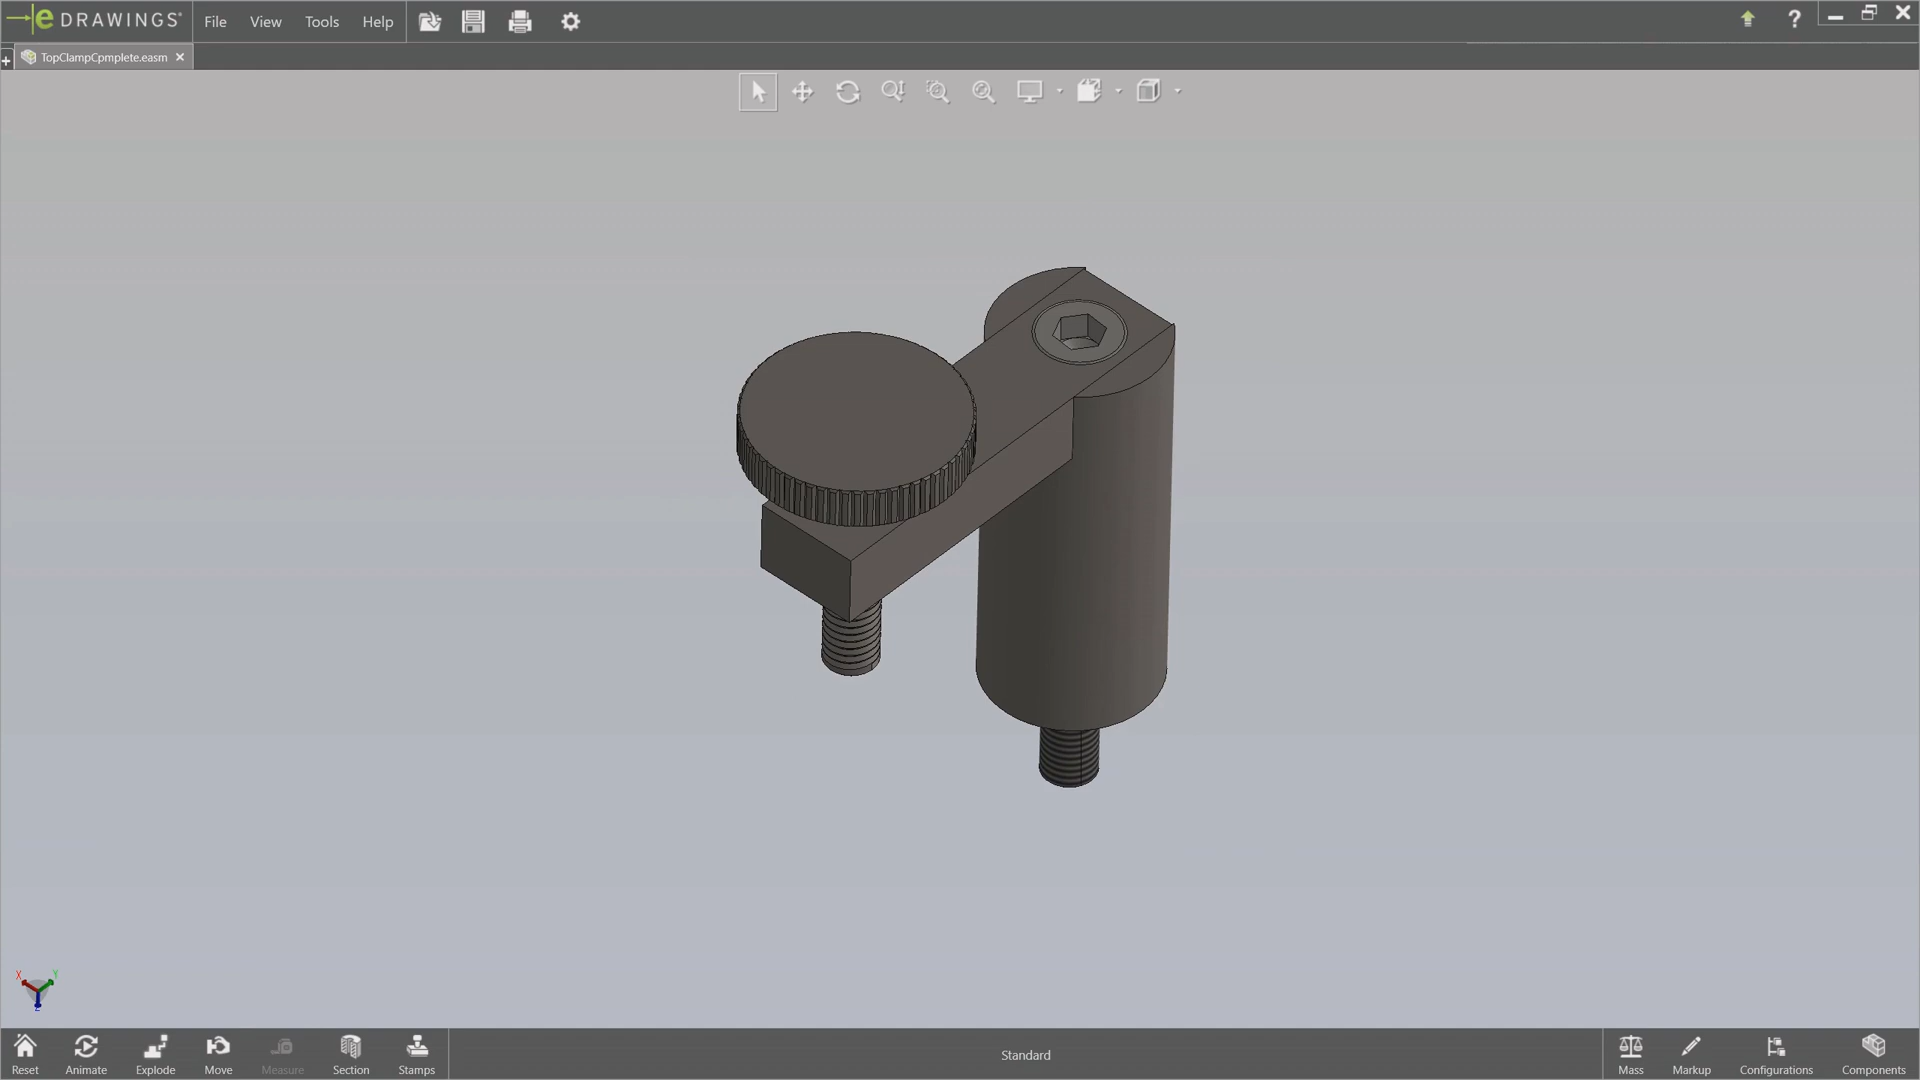 eDRAWINGS®
File View Tools Help
TopClampCpmplete.easm
X Y
Z
Reset Animate Explode Move Measure Section Stamps
Standard
Mass Markup Configurations Components